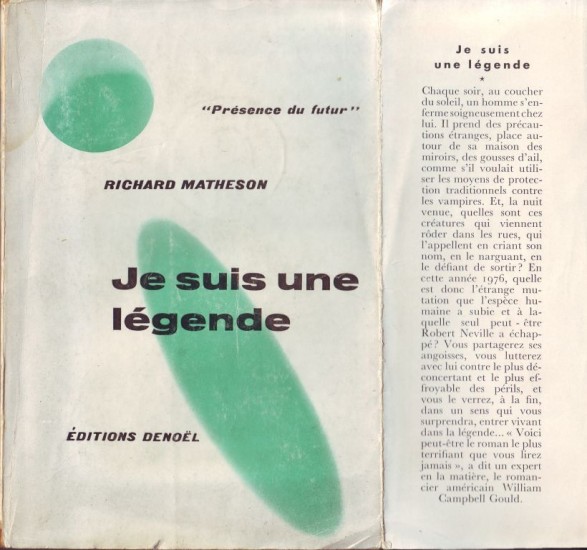 "Présence du futur"
RICHARD MATHESON
Je suis une
légende
ÉDITIONS DENOËL
Je suis
une légende
*
Chaque soir, au coucher
du soleil, un homme s'en-
ferme soigneusement chez
lui. Il prend des précau-
tions étranges, place au-
tour de sa maison des
miroirs, des gousses d'ail,
comme s'il voulait utili-
ser les moyens de protec-
tion traditionnels contre
les vampires. Et, la nuit
venue, quelles sont ces
créatures qui viennent
rôder dans les rues, qui
l'appellent en criant son
nom, en le narguant, en
le défiant de sortir ? En
cette année 1976, quelle
est donc l'étrange mu-
tation que l'espèce hu-
maine a subie et à la-
quelle seul peut-être
Robert Neville a échap-
pé ? Vous partagerez ses
angoisses, vous lutterez
avec lui contre le plus dé-
concertant et le plus ef-
froyable des périls, et
vous le verrez, à la fin,
dans un sens qui vous
surprendra, entrer vivant
dans la légende... « Voici
peut-être le roman le plus
terrifiant que vous lirez
jamais », a dit un expert
en la matière, le roman-
cier américain William
Campbell Gould.